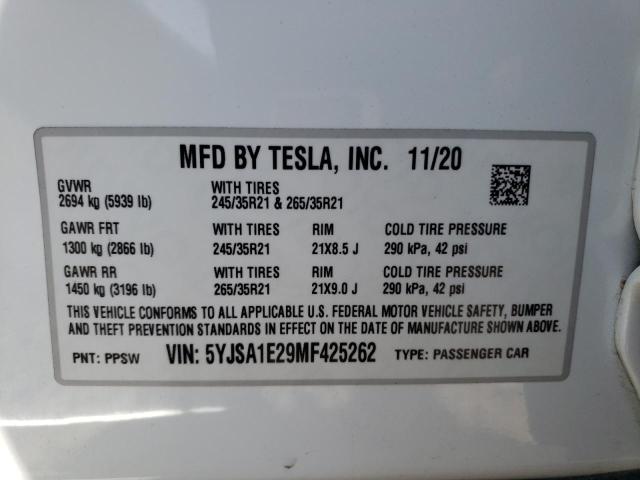 MFD BY TESLA, INC. 11/20
GVWR WITH TIRES
2694 kg (5939 lb) 245/35R21 & 265/35R21
GAWR FRT WITH TIRES RIM COLD TIRE PRESSURE
1300 kg (2866 lb) 245/35R21 21X8.5 J 290 kPa, 42 psi
GAWR RR WITH TIRES RIM COLD TIRE PRESSURE
1450 kg (3196 lb) 265/35R21 21X9.0 J 290 kPa, 42 psi
THIS VEHICLE CONFORMS TO ALL APPLICABLE U.S. FEDERAL MOTOR VEHICLE SAFETY, BUMPER
AND THEFT PREVENTION STANDARDS IN EFFECT ON THE DATE OF MANUFACTURE SHOWN ABOVE.
PNT: PPSW VIN: 5YJSA1E29MF425262 TYPE: PASSENGER CAR